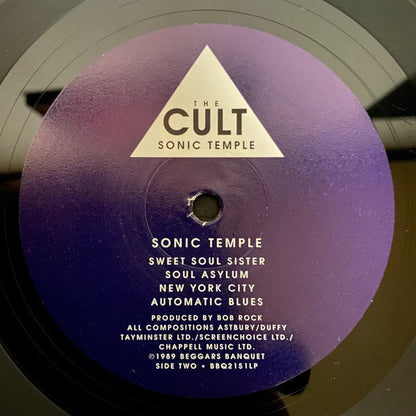 THE
CULT
SONIC TEMPLE
SONIC TEMPLE
SWEET SOUL SISTER
SOUL ASYLUM
NEW YORK CITY
AUTOMATIC BLUES
PRODUCED BY BOB ROCK
ALL COMPOSITIONS ASTBURY/DUFFY
TAYMINSTER LTD./SCREENCHOICE LTD./
CHAPPELL MUSIC LTD.
℗1989 BEGGARS BANQUET
SIDE TWO • BBQ2151LP